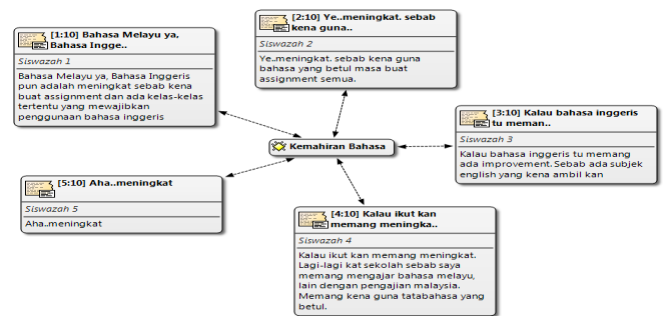 [1:10] Bahasa Melayu ya,
Bahasa Ingge..
Siswazah 1
Bahasa Melayu ya, Bahasa Inggeris
pun adalah meningkat sebab kena
buat assignment dan ada kelas-kelas
tertentu yang mewajibkan
penggunaan bahasa inggeris
[2:10] Ye..meningkat. sebab
kena guna..
Siswazah 2
Ye..meningkat. sebab kena guna
bahasa yang betul masa buat
assignment semua.
[3:10] Kalau bahasa inggeris
tu meman..
Siswazah 3
Kalau bahasa inggeris tu memang
ada improvement. Sebab ada subjek
english yang kena ambil kan
Kemahiran Bahasa
[5:10] Aha..meningkat
Siswazah 5
Aha..meningkat
[4:10] Kalau ikut kan
memang meningka..
Siswazah 4
Kalau ikut kan memang meningkat.
Lagi-lagi kat sekolah sebab saya
memang mengajar bahasa melayu,
lain dengan pengajian malaysia.
Memang kena guna tatabahasa yang
betul.